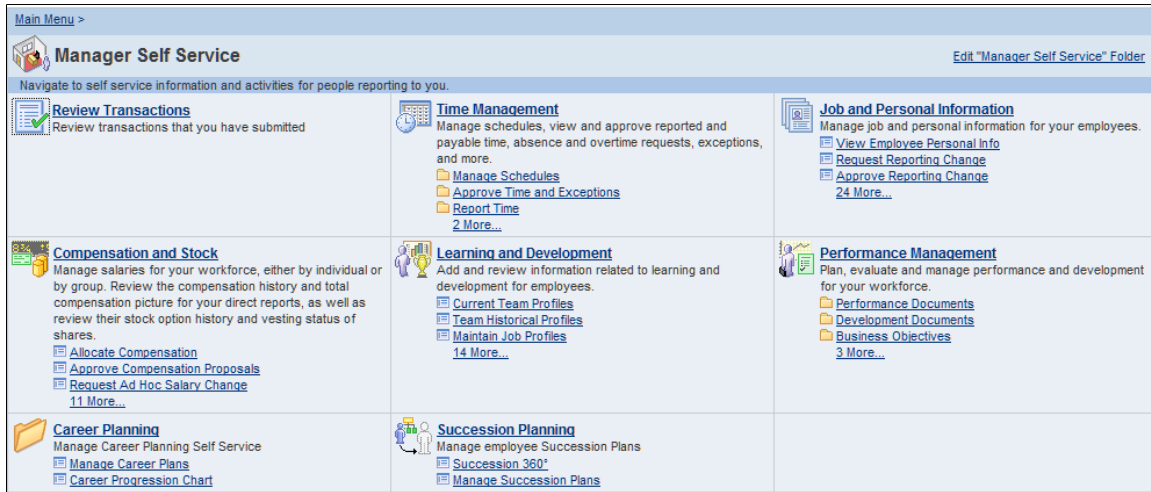 Main Menu >
Manager Self Service
Edit "Manager Self Service" Folder
Navigate to self service information and activities for people reporting to you.
Review Transactions
Review transactions that you have submitted
Time Management
Manage schedules, view and approve reported and
payable time, absence and overtime requests, exceptions,
and more.
Manage Schedules
Approve Time and Exceptions
Report Time
2 More...
Job and Personal Information
Manage job and personal information for your employees.
View Employee Personal Info
Request Reporting Change
Approve Reporting Change
24 More...
Compensation and Stock
Manage salaries for your workforce, either by individual or
by group. Review the compensation history and total
compensation picture for your direct reports, as well as
review their stock option history and vesting status of
shares.
Allocate Compensation
Approve Compensation Proposals
Request Ad Hoc Salary Change
11 More...
Learning and Development
Add and review information related to learning and
development for employees.
Current Team Profiles
Team Historical Profiles
Maintain Job Profiles
14 More...
Performance Management
Plan, evaluate and manage performance and development
for your workforce.
Performance Documents
Development Documents
Business Objectives
3 More...
Career Planning
Manage Career Planning Self Service
Manage Career Plans
Career Progression Chart
Succession Planning
Manage employee Succession Plans
Succession 360°
Manage Succession Plans